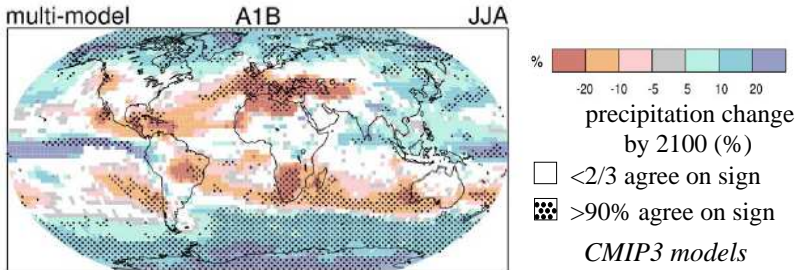 multi-model A1B JJA
%
-20 -10 -5 5 10 20
precipitation change
by 2100 (%)
<2/3 agree on sign
>90% agree on sign
CMIP3 models